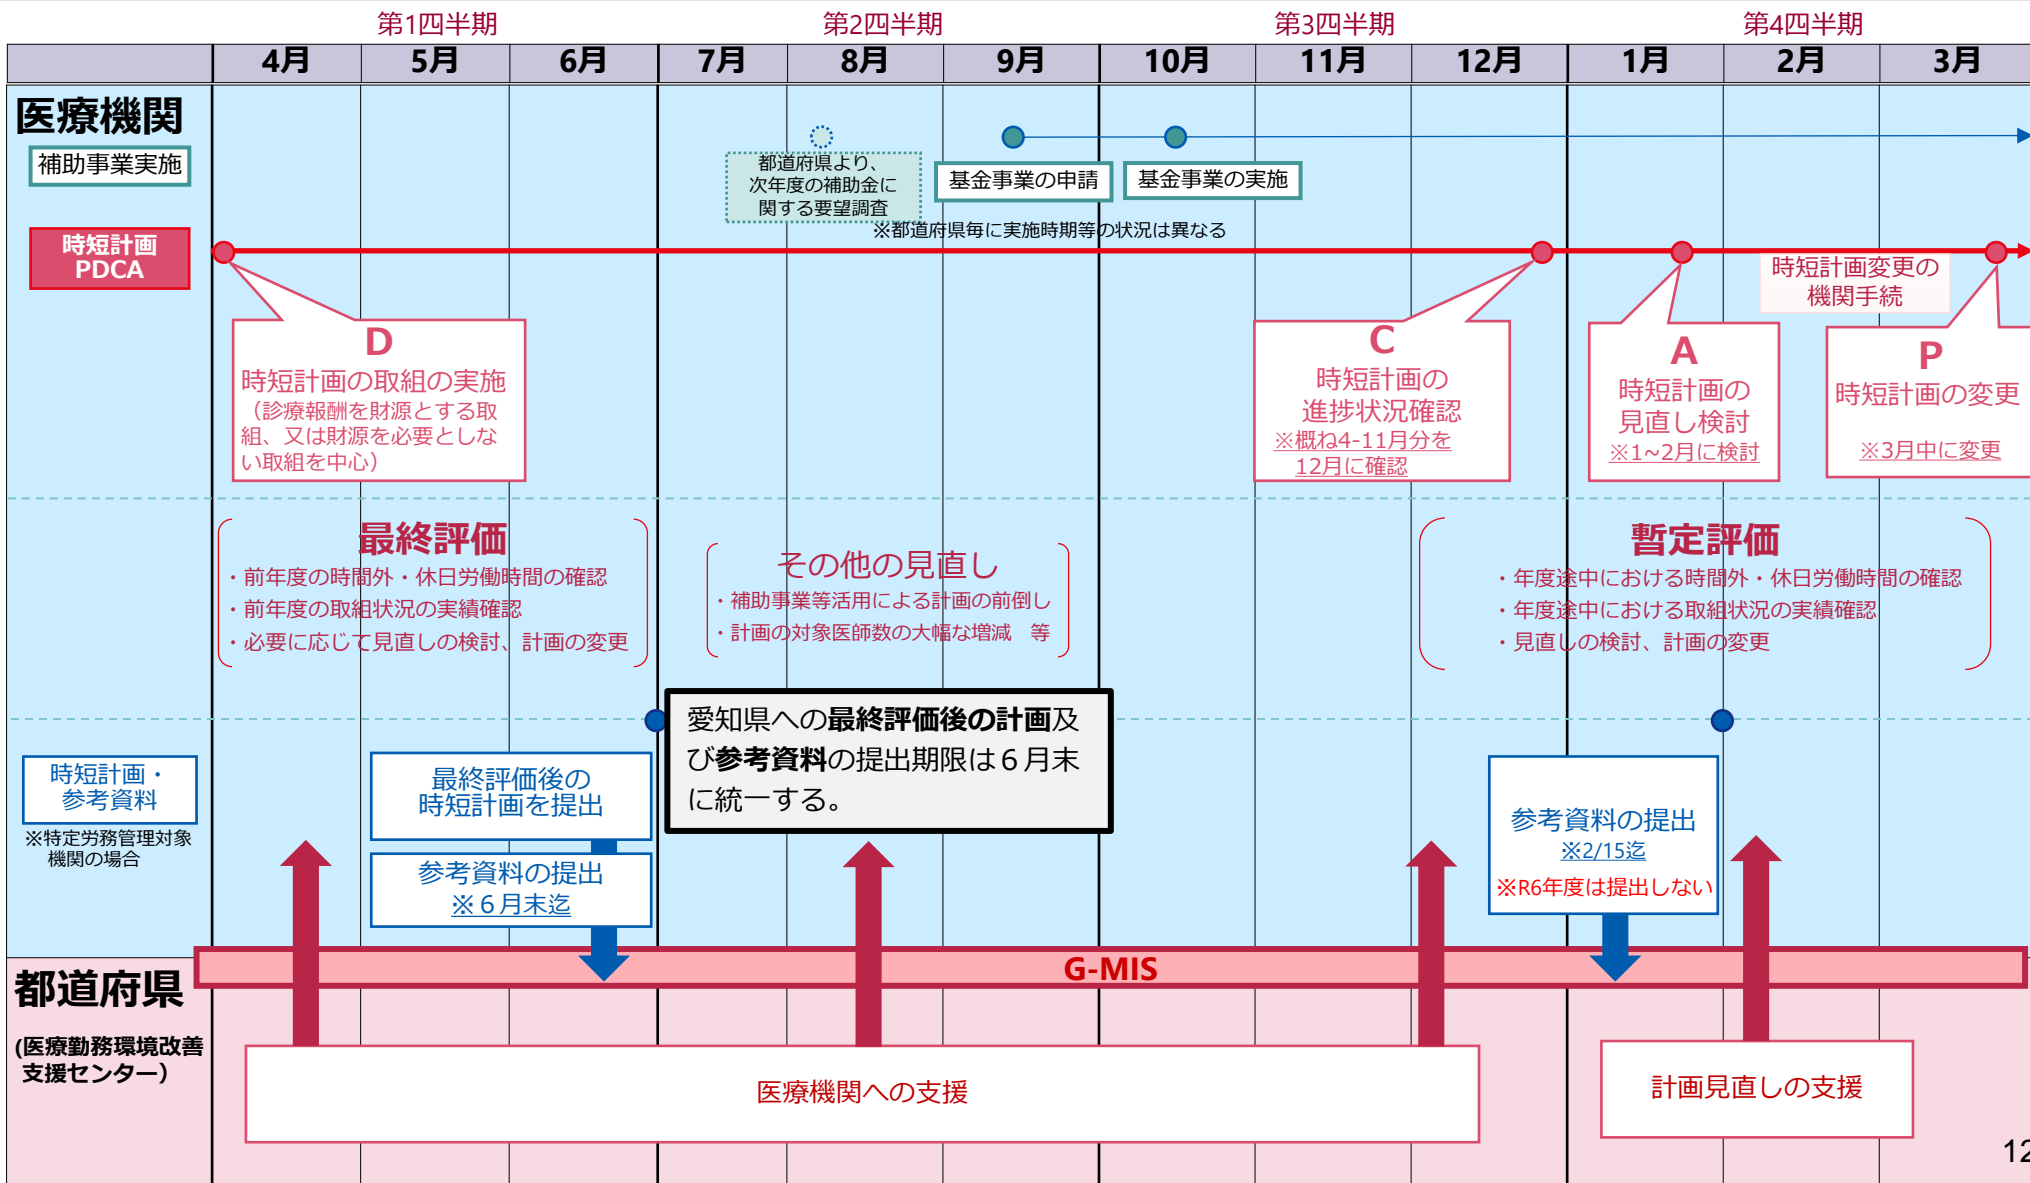 第1四半期
第2四半期
第3四半期
第4四半期
4月
5月
6月
7月
8月
9月
10月
11月
12月
1月
2月
3月
医療機関
補助事業実施
都道府県より、
次年度の補助金に
関する要望調査
基金事業の申請
基金事業の実施
※都道府県毎に実施時期等の状況は異なる
時短計画
PDCA
時短計画変更の
機関手続
D
時短計画の取組の実施
（診療報酬を財源とする取
組、又は財源を必要としな
い取組を中心）
C
時短計画の
進捗状況確認
※概ね4-11月分を
12月に確認
A
時短計画の
見直し検討
※1~2月に検討
P
時短計画の変更
※3月中に変更
最終評価
・前年度の時間外・休日労働時間の確認
・前年度の取組状況の実績確認
・必要に応じて見直しの検討、計画の変更
その他の見直し
・補助事業等活用による計画の前倒し
・計画の対象医師数の大幅な増減　等
暫定評価
・年度途中における時間外・休日労働時間の確認
・年度途中における取組状況の実績確認
・見直しの検討、計画の変更
愛知県への最終評価後の計画及
び参考資料の提出期限は６月末
に統一する。
時短計画・
参考資料
※特定労務管理対象
機関の場合
最終評価後の
時短計画を提出
参考資料の提出
※６月末迄
参考資料の提出
※2/15迄
※R6年度は提出しない
G-MIS
都道府県
(医療勤務環境改善
支援センター）
医療機関への支援
計画見直しの支援
12